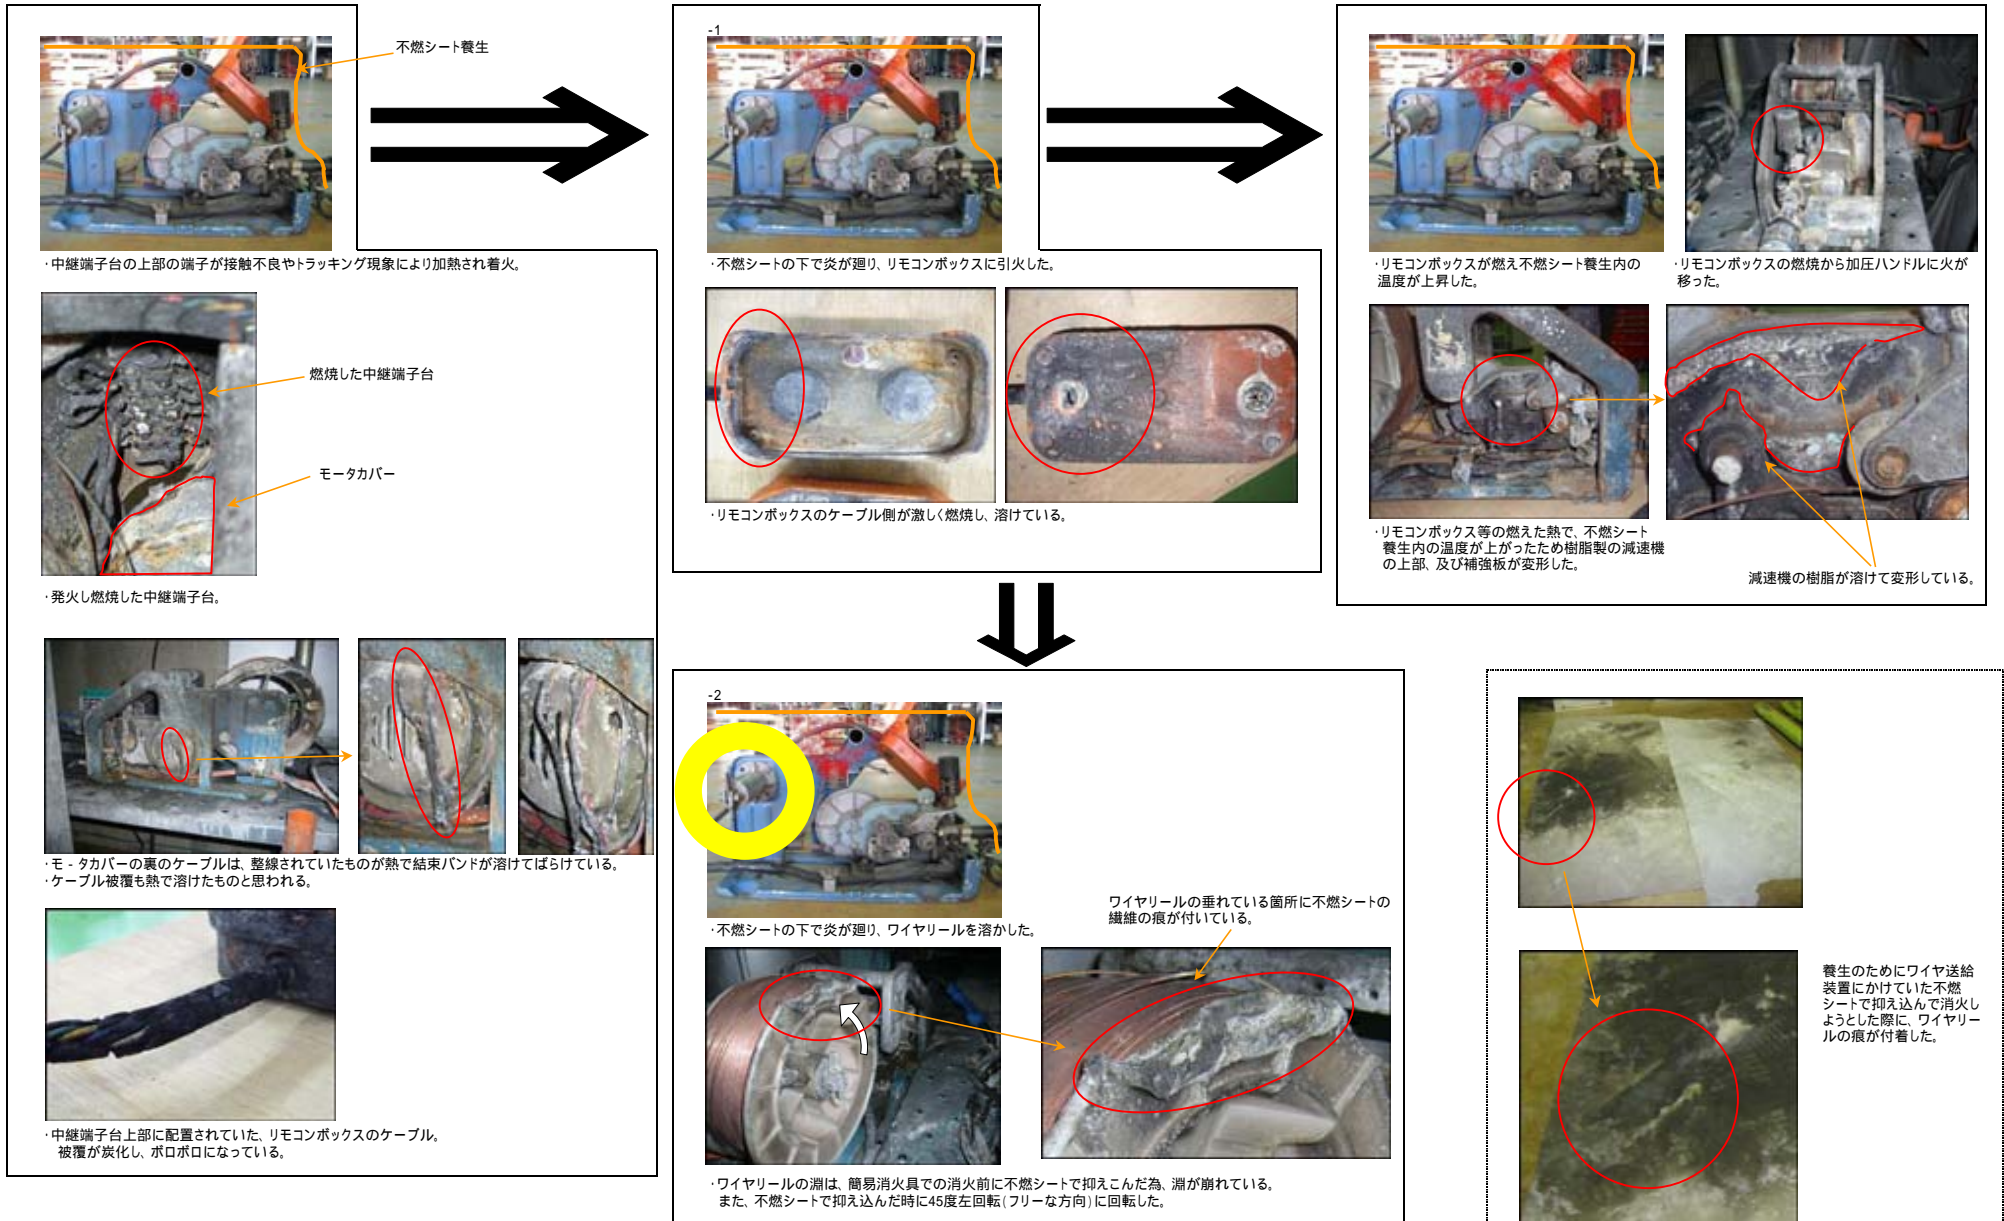 不燃シート養生
・中継端子台の上部の端子が接触不良やトラッキング現象により加熱され着火。
燃焼した中継端子台
モータカバー
・発火し燃焼した中継端子台。
・モ - タカバーの裏のケーブルは、整線されていたものが熱で結束バンドが溶けてばらけている。
・ケーブル被覆も熱で溶けたものと思われる。
・中継端子台上部に配置されていた、リモコンボックスのケーブル。
被覆が炭化し、ボロボロになっている。
-1
・不燃シートの下で炎が廻り、リモコンボックスに引火した。
・リモコンボックスのケーブル側が激しく燃焼し、溶けている。
・リモコンボックスが燃え不燃シート養生内の
温度が上昇した。
・リモコンボックスの燃焼から加圧ハンドルに火が
移った。
・リモコンボックス等の燃えた熱で、不燃シート
養生内の温度が上がったため樹脂製の減速機
の上部、及び補強板が変形した。
減速機の樹脂が溶けて変形している。
-2
・不燃シートの下で炎が廻り、ワイヤリールを溶かした。
ワイヤリールの垂れている箇所に不燃シートの
繊維の痕が付いている。
・ワイヤリールの淵は、簡易消火具での消火前に不燃シートで抑えこんだ為、淵が崩れている。
また、不燃シートで抑え込んだ時に45度左回転(フリーな方向)に回転した。
養生のためにワイヤ送給
装置にかけていた不燃
シートで抑え込んで消火し
ようとした際に、ワイヤリー
ルの痕が付着した。